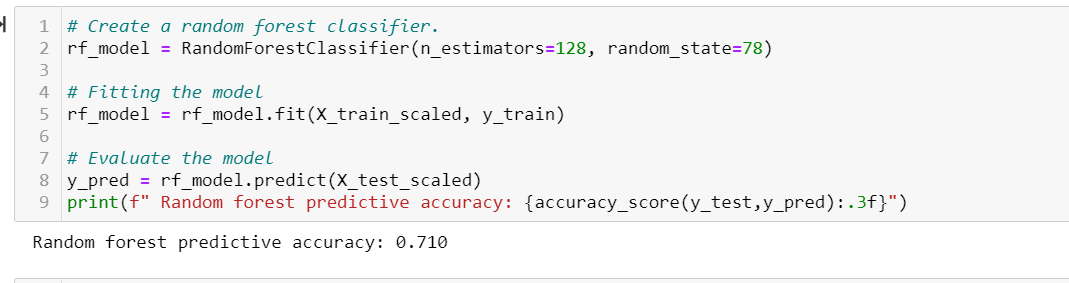 1 # Create a random forest classifier.
2 rf_model = RandomForestClassifier(n_estimators=128, random_state=78)
3
4 # Fitting the model
5 rf_model = rf_model.fit(X_train_scaled, y_train)
6
7 # Evaluate the model
8 y_pred = rf_model.predict(X_test_scaled)
9 print(f" Random forest predictive accuracy: {accuracy_score(y_test,y_pred):.3f}")
Random forest predictive accuracy: 0.710